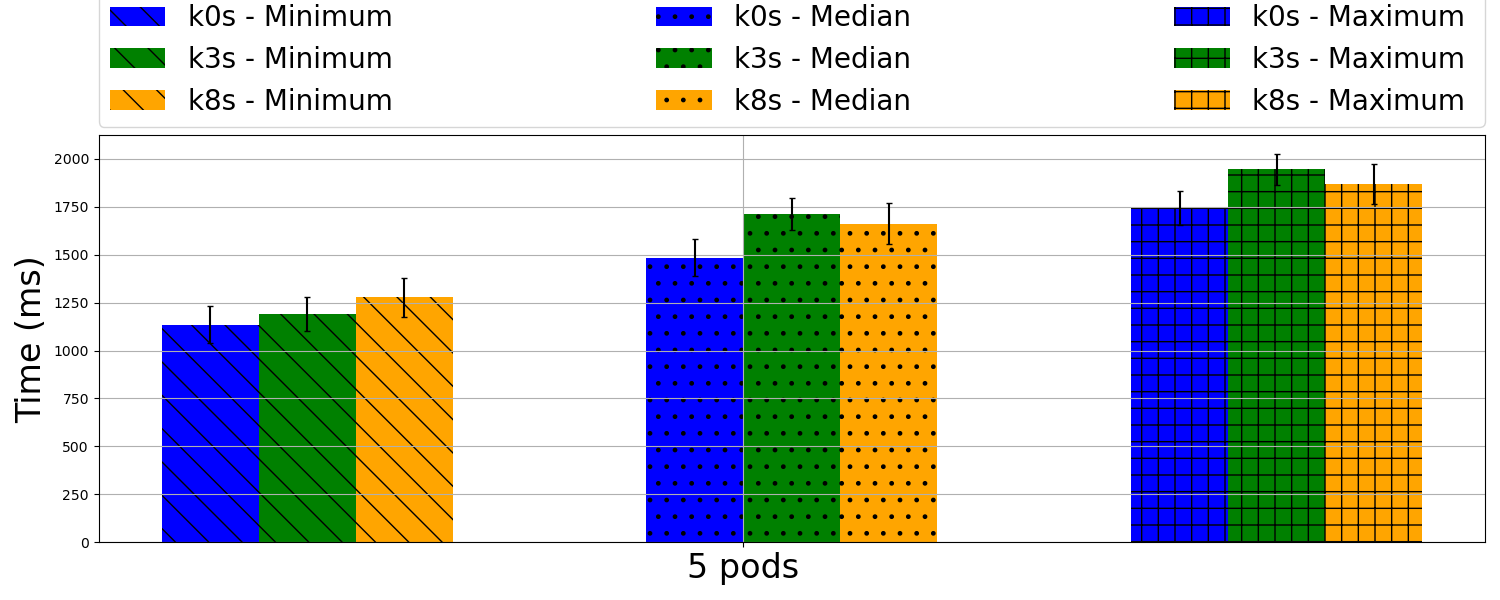 k0s - Minimum k0s - Median k0s - Maximum
k3s - Minimum k3s - Median k3s - Maximum
k8s - Minimum k8s - Median k8s - Maximum
2000
1750
1500
1250
1000
750
500
250
0
Time (ms)
5 pods